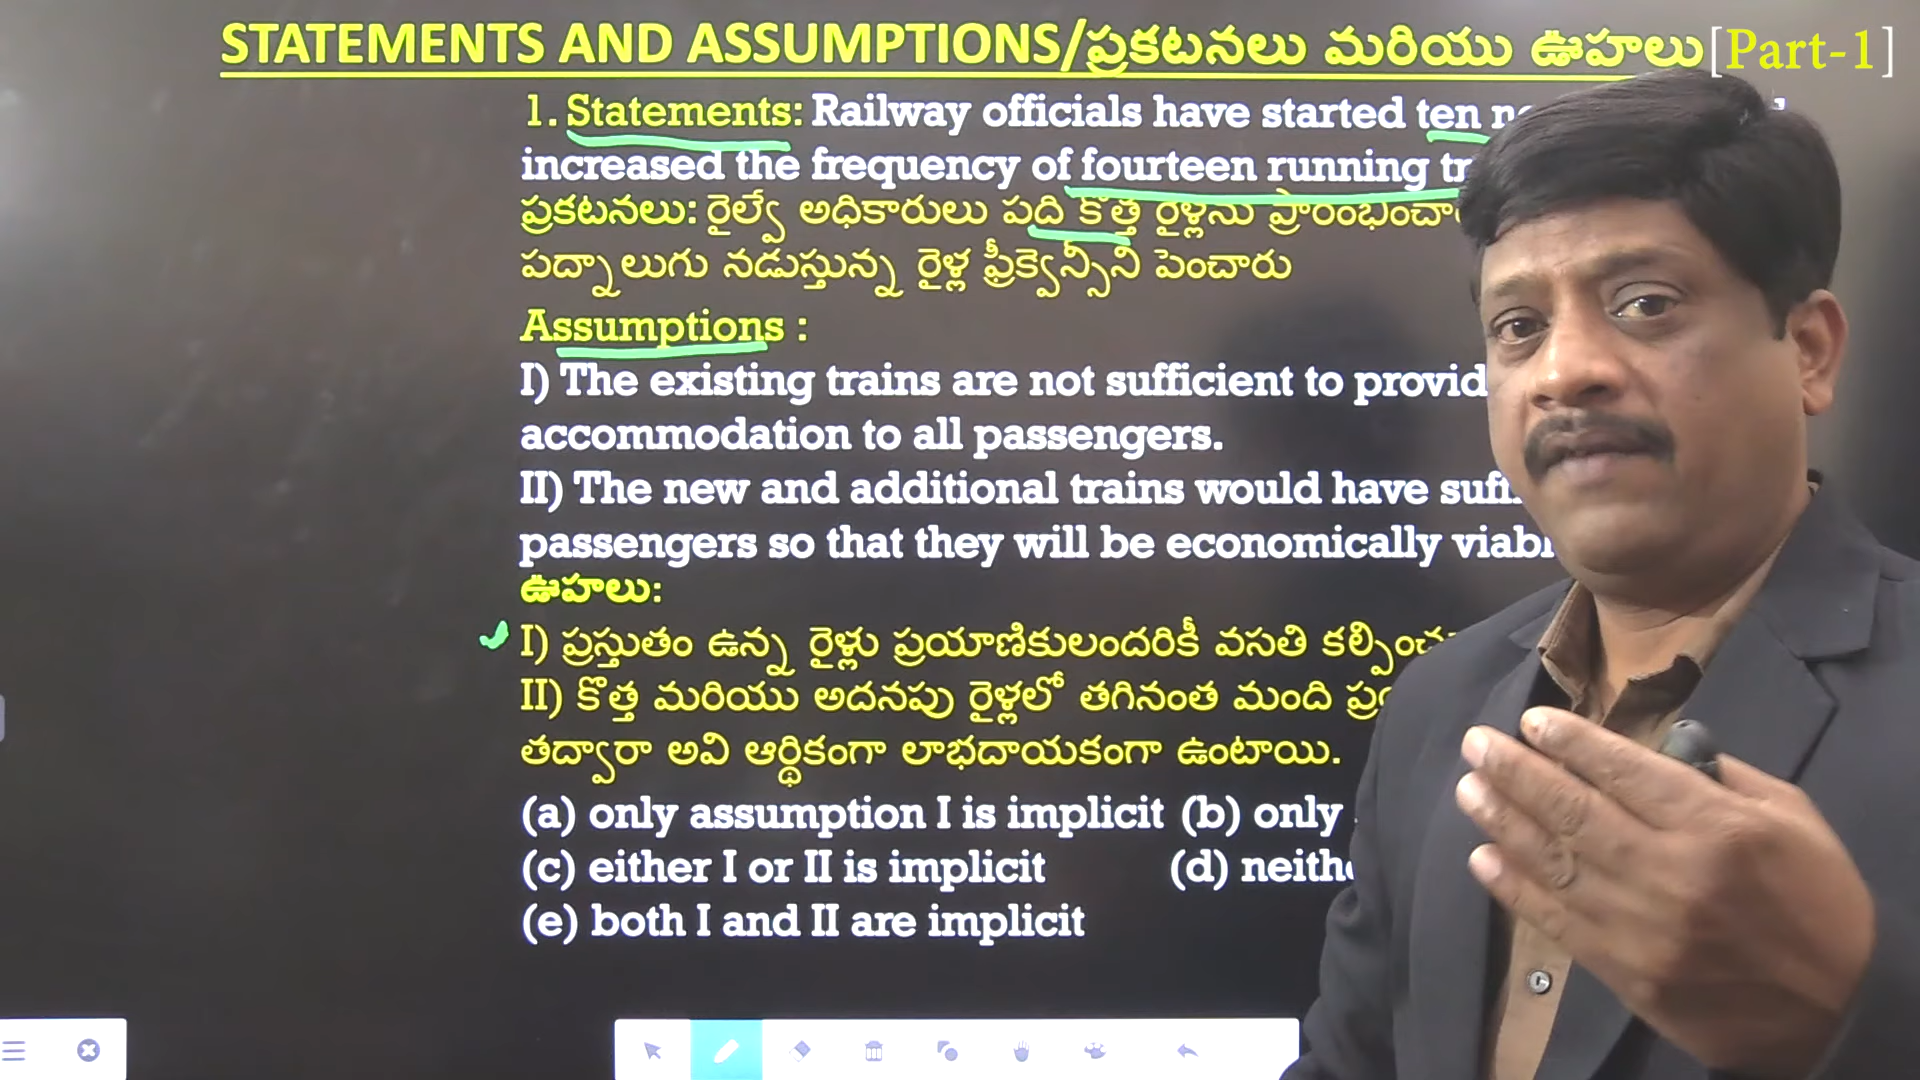 STATEMENTS AND ASSUMPTIONS/ప్రకటనలు మరియు ఊహలు[Part-1]
1. Statements: Railway officials have started ten
increased the frequency of fourteen running
ప్రకటనలు: రైల్వే అధికారులు పది కొత్త రైళ్లను
పద్నాలుగు నడుస్తున్న రైళ్ల ఫ్రీక్వెన్సీని పెంచారు
Assumptions :
I) The existing trains are not sufficient to
accommodation to all passengers.
II) The new and additional trains would have
passengers so that they will be economically
ఊహలు:
I) ప్రస్తుతం ఉన్న రైళ్లు ప్రయాణికులందరికీ వసతి
II) కొత్త మరియు అదనపు రైళ్లలో తగినంత మంది
తద్వారా అవి ఆర్థికంగా లాభదాయకంగా ఉంటాయి.
(a) only assumption I is implicit (b) only
(c) either I or II is implicit (d)
(e) both I and II are implicit